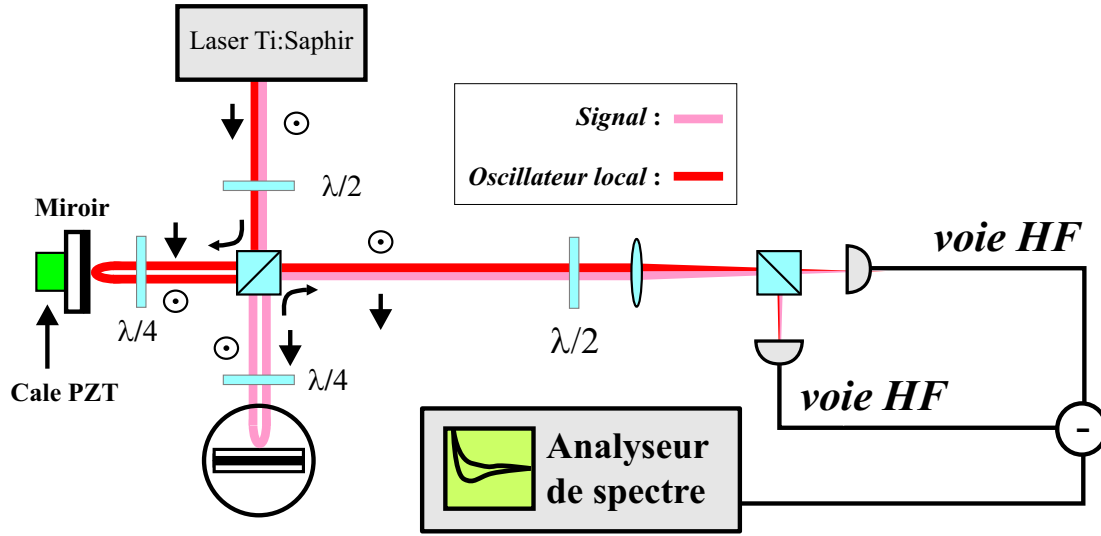 Laser Ti:Saphir
Signal :
Oscillateur local :
λ/2
Miroir
voie HF
λ/4
λ/2
λ/4
Cale PZT
voie HF
-
Analyseur
de spectre